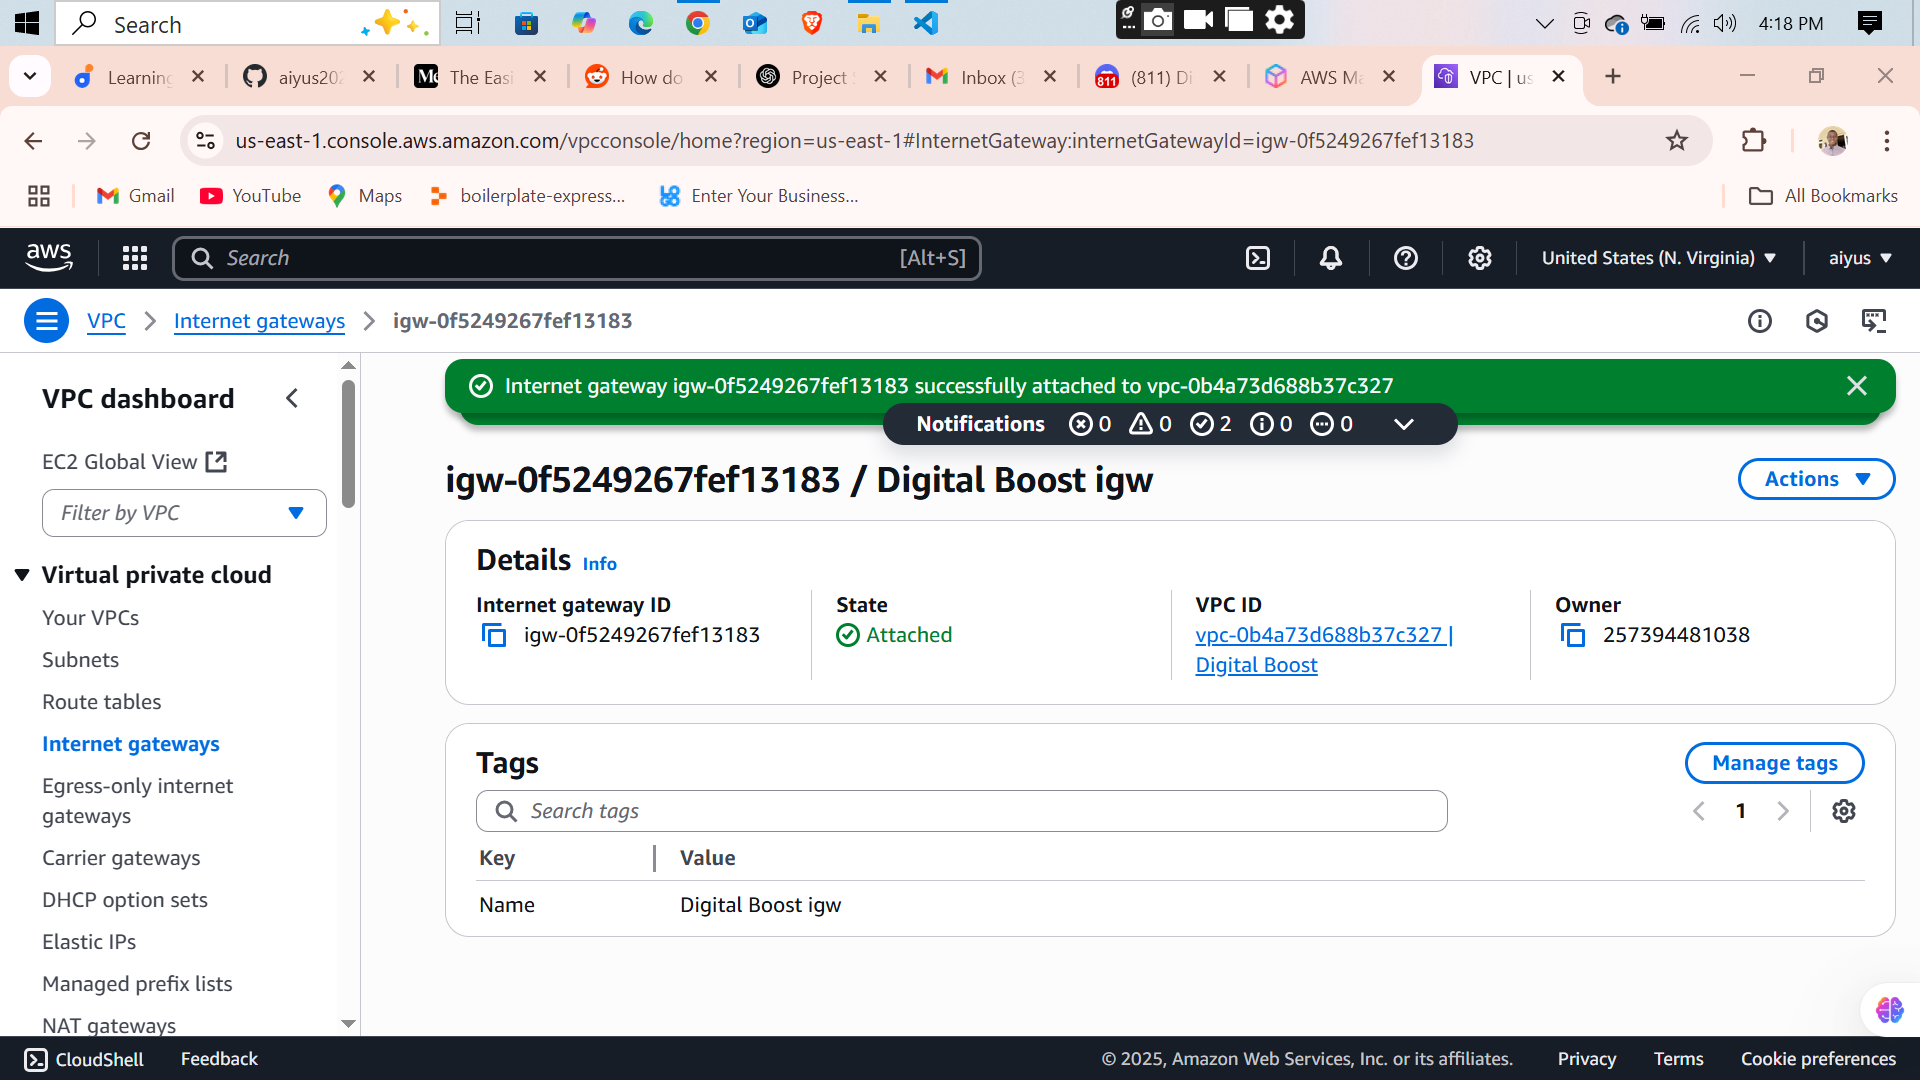 Search
4:18 PM
Learning
aiyus202
The Easi
How do
Project S
Inbox (3
(811) Di
AWS Ma
VPC | us
us-east-1.console.aws.amazon.com/vpcconsole/home?region=us-east-1#InternetGateway:internetGatewayId=igw-0f5249267fef13183
Gmail
YouTube
Maps
boilerplate-express...
Enter Your Business...
All Bookmarks
aws
Search
[Alt+S]
United States (N. Virginia)
aiyus
VPC
Internet gateways
igw-0f5249267fef13183
VPC dashboard
EC2 Global View
Filter by VPC
Virtual private cloud
Your VPCs
Subnets
Route tables
Internet gateways
Egress-only internet
gateways
Carrier gateways
DHCP option sets
Elastic IPs
Managed prefix lists
NAT gateways
Internet gateway igw-0f5249267fef13183 successfully attached to vpc-0b4a73d688b37c327
Notifications 0 0 2 0 0
igw-0f5249267fef13183 / Digital Boost igw
Actions
Details Info
Internet gateway ID
igw-0f5249267fef13183
State
Attached
VPC ID
vpc-0b4a73d688b37c327 |
Digital Boost
Owner
257394481038
Tags
Manage tags
Search tags
1
Key Value
Name Digital Boost igw
CloudShell
Feedback
© 2025, Amazon Web Services, Inc. or its affiliates.
Privacy
Terms
Cookie preferences